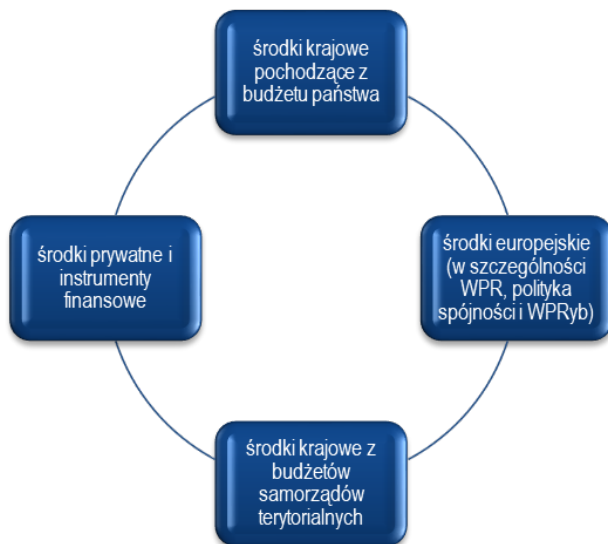 środki krajowe
pochodzące z
budżetu państwa
środki prywatne i
instrumenty
finansowe
środki europejskie
(w szczególności
WPR, polityka
spójności i WPRyb)
środki krajowe z
budżetów
samorządów
terytorialnych